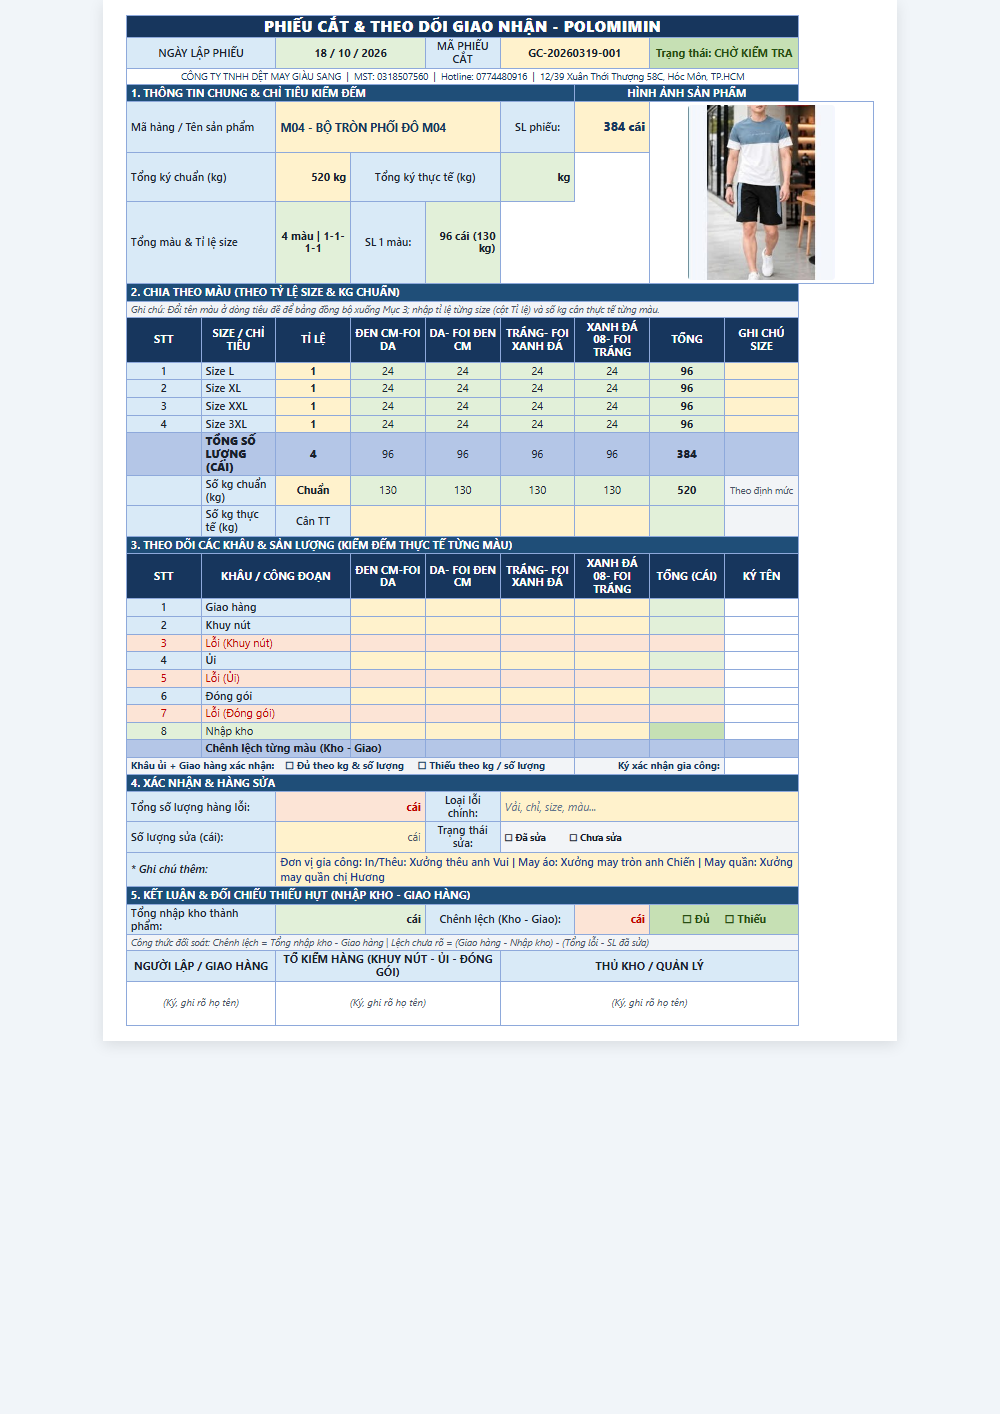 PHIẾU CẮT & THEO DÕI GIAO NHẬN - POLOMIMIN
NGÀY LẬP PHIẾU 18 / 10 / 2026 MÃ PHIẾU CẮT GC-20260319-001 Trạng thái: CHỜ KIỂM TRA
CÔNG TY TNHH DỆT MAY GIÀU SANG | MST: 0318507560 | Hotline: 0774480916 | 12/39 Xuân Thới Thượng 58C, Hóc Môn, TP.HCM
1. THÔNG TIN CHUNG & CHỈ TIÊU KIỂM ĐẾM HÌNH ẢNH SẢN PHẨM
Mã hàng / Tên sản phẩm M04 - BỘ TRÒN PHỐI ĐÔ M04 SL phiếu: 384 cái
Tổng ký chuẩn (kg) 520 kg Tổng ký thực tế (kg) kg
Tổng màu & Tỉ lệ size 4 màu | 1-1-1-1 SL 1 màu: 96 cái (130 kg)
2. CHIA THEO MÀU (THEO TỶ LỆ SIZE & KG CHUẨN)
Ghi chú: Đổi tên màu ở dòng tiêu đề để bảng đồng bộ xuống Mục 3; nhập tỉ lệ từng size (cột Tỉ lệ) và số kg cân thực tế từng màu.
STT SIZE / CHỈ TIÊU TỈ LỆ ĐEN CM-FOI DA DA- FOI ĐEN CM TRẮNG- FOI XANH ĐÁ XANH ĐÁ 08- FOI TRẮNG TỔNG GHI CHÚ SIZE
1 Size L 1 24 24 24 24 96
2 Size XL 1 24 24 24 24 96
3 Size XXL 1 24 24 24 24 96
4 Size 3XL 1 24 24 24 24 96
TỔNG SỐ LƯỢNG (CÁI) 4 96 96 96 96 384
Số kg chuẩn (kg) Chuẩn 130 130 130 130 520 Theo định mức
Số kg thực tế (kg) Cân TT
3. THEO DÕI CÁC KHÂU & SẢN LƯỢNG (KIỂM ĐẾM THỰC TẾ TỪNG MÀU)
STT KHÂU / CÔNG ĐOẠN ĐEN CM-FOI DA DA- FOI ĐEN CM TRẮNG- FOI XANH ĐÁ XANH ĐÁ 08- FOI TRẮNG TỔNG (CÁI) KÝ TÊN
1 Giao hàng
2 Khuy nút
3 Lỗi (Khuy nút)
4 Ủi
5 Lỗi (Ủi)
6 Đóng gói
7 Lỗi (Đóng gói)
8 Nhập kho
Chênh lệch từng màu (Kho - Giao)
Khâu ủi + Giao hàng xác nhận: ☐ Đủ theo kg & số lượng ☐ Thiếu theo kg / số lượng Ký xác nhận gia công:
4. XÁC NHẬN & HÀNG SỬA
Tổng số lượng hàng lỗi: cái Loại lỗi chính: Vải, chỉ, size, màu...
Số lượng sửa (cái): cái Trạng thái sửa: ☐ Đã sửa ☐ Chưa sửa
* Ghi chú thêm: Đơn vị gia công: In/Thêu: Xưởng thêu anh Vui | May áo: Xưởng may tròn anh Chiến | May quần: Xưởng may quần chị Hương
5. KẾT LUẬN & ĐỐI CHIẾU THIẾU HỤT (NHẬP KHO - GIAO HÀNG)
Tổng nhập kho thành phẩm: cái Chênh lệch (Kho - Giao): cái ☐ Đủ ☐ Thiếu
Công thức đối soát: Chênh lệch = Tổng nhập kho - Giao hàng | Lệch chưa rõ = (Giao hàng - Nhập kho) - (Tổng lỗi - SL đã sửa)
NGƯỜI LẬP / GIAO HÀNG TỔ KIỂM HÀNG (KHUY NÚT - ỦI - ĐÓNG GÓI) THỦ KHO / QUẢN LÝ
(Ký, ghi rõ họ tên) (Ký, ghi rõ họ tên) (Ký, ghi rõ họ tên)